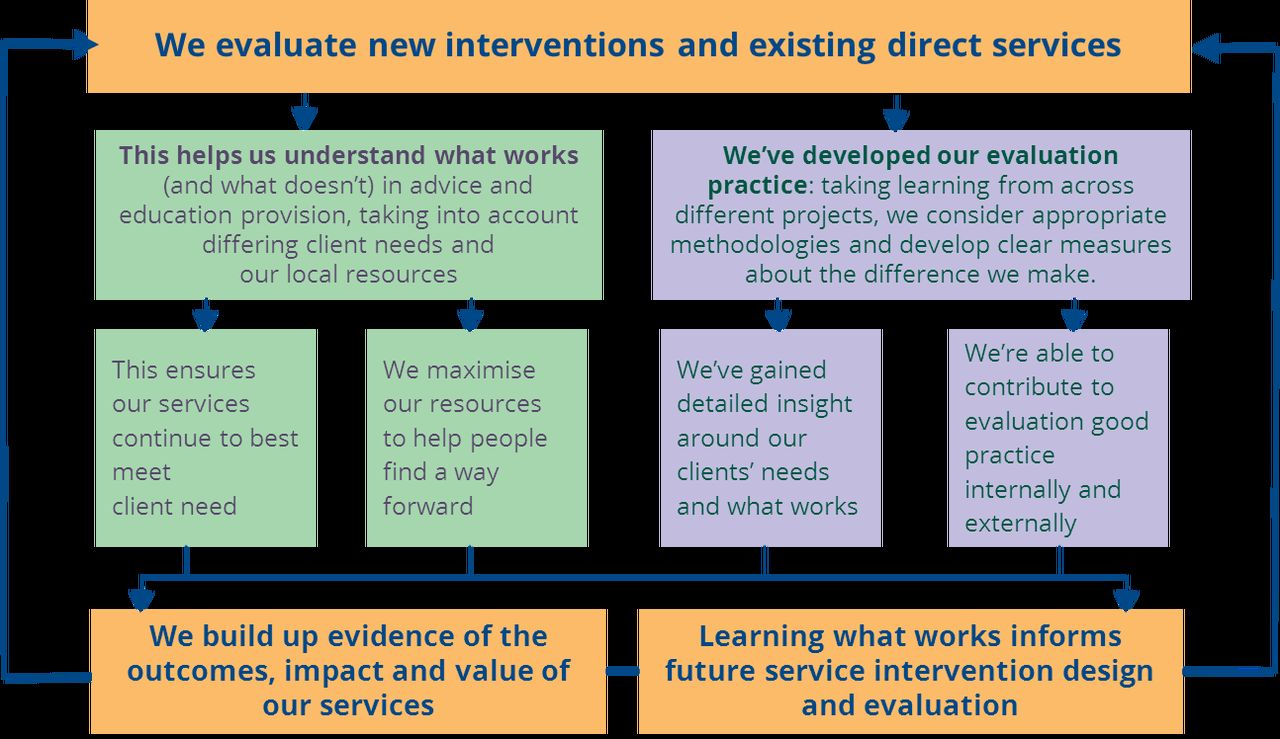 We evaluate new interventions and existing direct services
This helps us understand what works
(and what doesn’t) in advice and
education provision, taking into account
differing client needs and
our local resources
We’ve developed our evaluation
practice: taking learning from across
different projects, we consider appropriate
methodologies and develop clear measures
about the difference we make.
This ensures
our services
continue to best
meet
client need
We maximise
our resources
to help people
find a way
forward
We’ve gained
detailed insight
around our
clients’ needs
and what works
We’re able to
contribute to
evaluation good
practice
internally and
externally
We build up evidence of the
outcomes, impact and value of
our services
Learning what works informs
future service intervention design
and evaluation